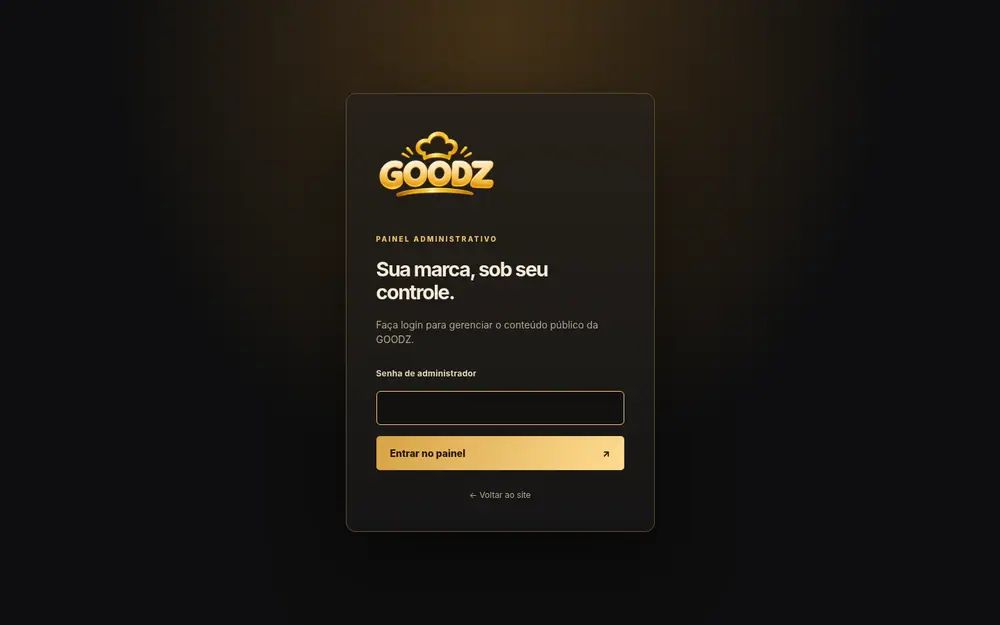 GOODZ
PAINEL ADMINISTRATIVO
Sua marca, sob seu
controle.
Faça login para gerenciar o conteúdo público da
GOODZ.
Senha de administrador
Entrar no painel ↗
← Voltar ao site